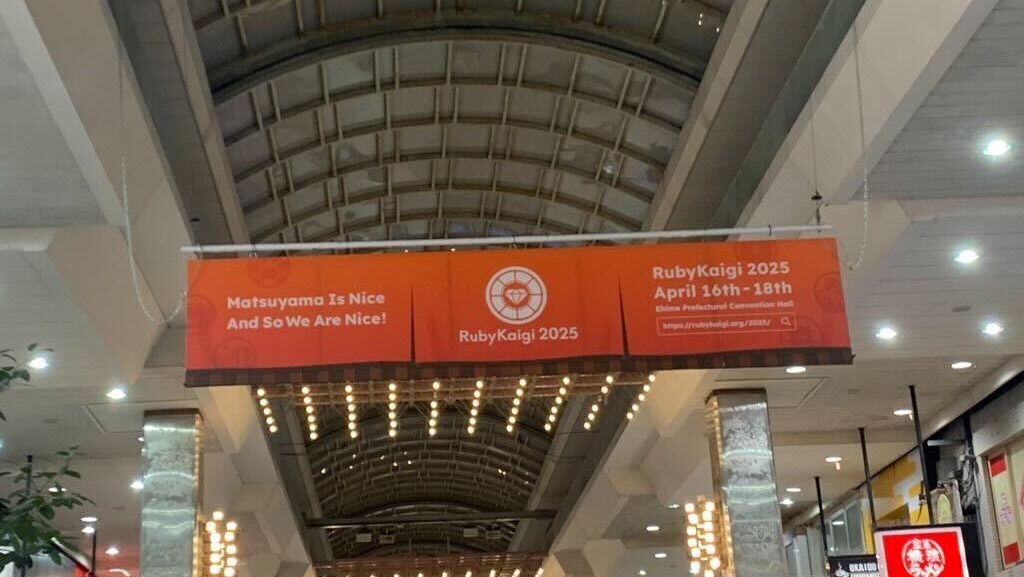 Matsuyama Is Nice
And So We Are Nice!
RubyKaigi 2025
RubyKaigi 2025
April 16th - 18th
Ehime Prefectural Convention Hall
https://rubykaigi.org/2025/